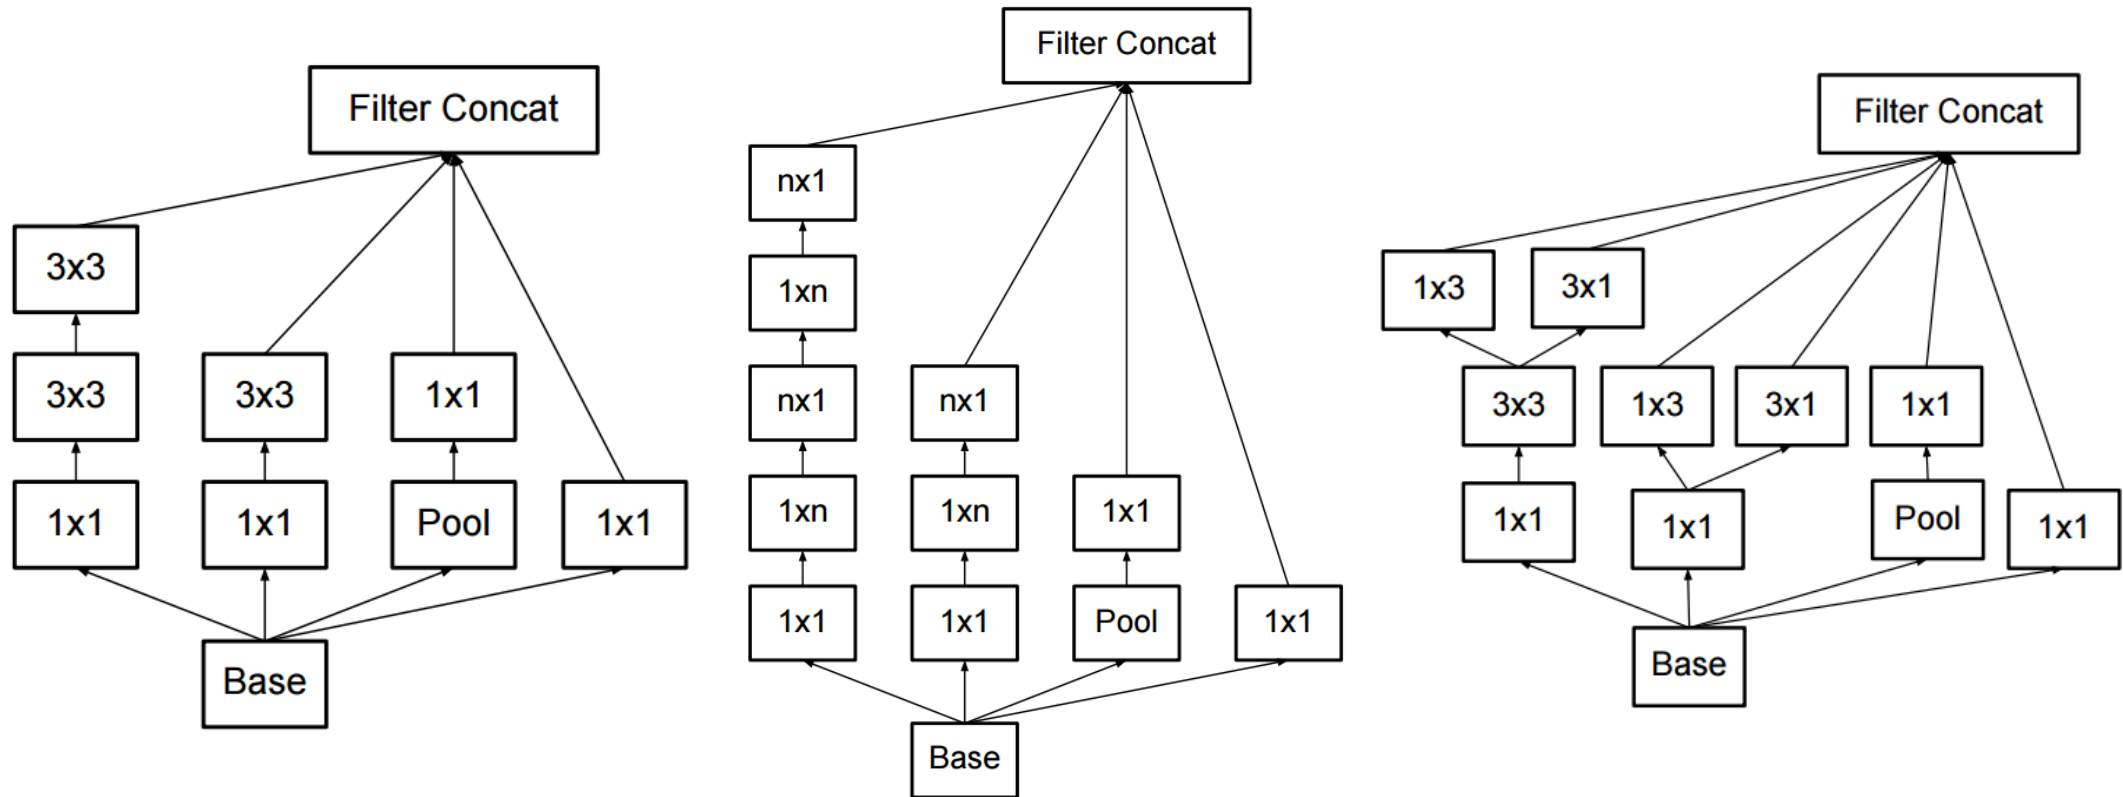 Filter Concat
3x3
3x3
3x3
1x1
1x1
1x1
Pool
1x1
Base
Filter Concat
nx1
1xn
nx1
nx1
1xn
1xn
1x1
1x1
1x1
Pool
1x1
Base
Filter Concat
1x3
3x1
3x3
1x3
3x1
1x1
1x1
1x1
Pool
1x1
Base